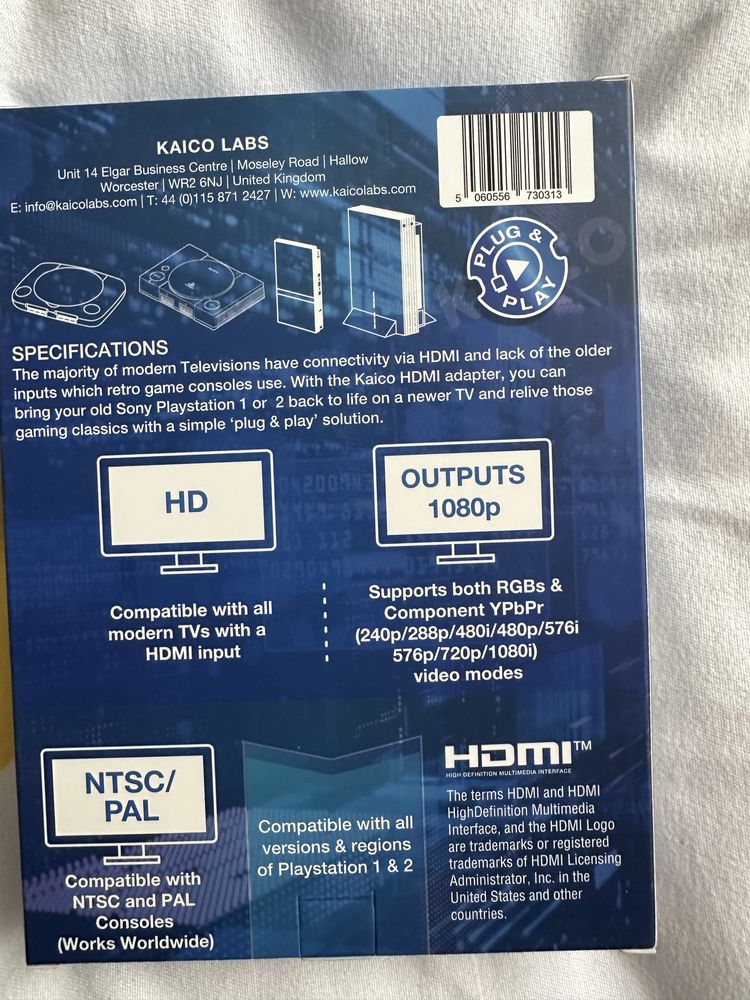 KAICO LABS
Unit 14 Elgar Business Centre | Moseley Road | Hallow
Worcester | WR2 6NJ | United Kingdom
E: info@kaicolabs.com | T: 44 (0)115 871 2427 | W: www.kaicolabs.com
5 060556 730313
PLUG &
PLAY
SPECIFICATIONS
The majority of modern Televisions have connectivity via HDMI and lack of the older
inputs which retro game consoles use. With the Kaico HDMI adapter, you can
bring your old Sony Playstation 1 or 2 back to life on a newer TV and relive those
gaming classics with a simple ‘plug & play’ solution.
HD
Compatible with all
modern TVs with a
HDMI input
OUTPUTS
1080p
Supports both RGBs &
Component YPbPr
(240p/288p/480i/480p/576i
576p/720p/1080i)
video modes
NTSC/
PAL
Compatible with
NTSC and PAL
Consoles
(Works Worldwide)
Compatible with all
versions & regions
of Playstation 1 & 2
HDMI™
HIGH DEFINITION MULTIMEDIA INTERFACE
The terms HDMI and HDMI
HighDefinition Multimedia
Interface, and the HDMI Logo
are trademarks or registered
trademarks of HDMI Licensing
Administrator, Inc. in the
United States and other
countries.